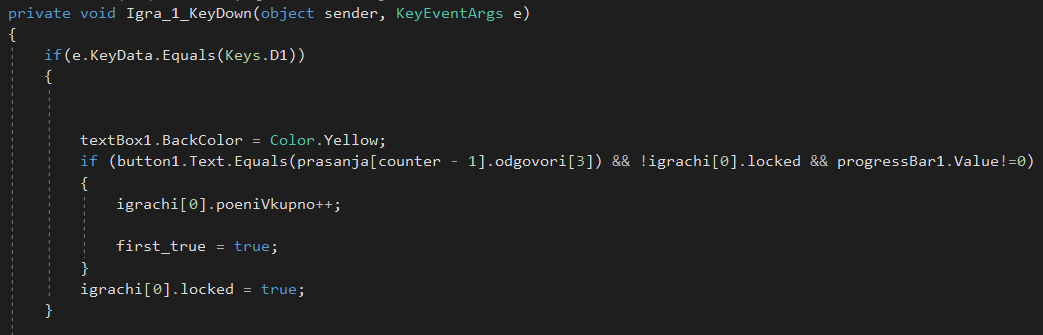 private void Igra_1_KeyDown(object sender, KeyEventArgs e)
{
if(e.KeyData.Equals(Keys.D1))
{
textBox1.BackColor = Color.Yellow;
if (button1.Text.Equals(prasanja[counter - 1].odgovori[3]) && !igrachi[0].locked && progressBar1.Value!=0)
{
igrachi[0].poeniVkupno++;
first_true = true;
}
igrachi[0].locked = true;
}